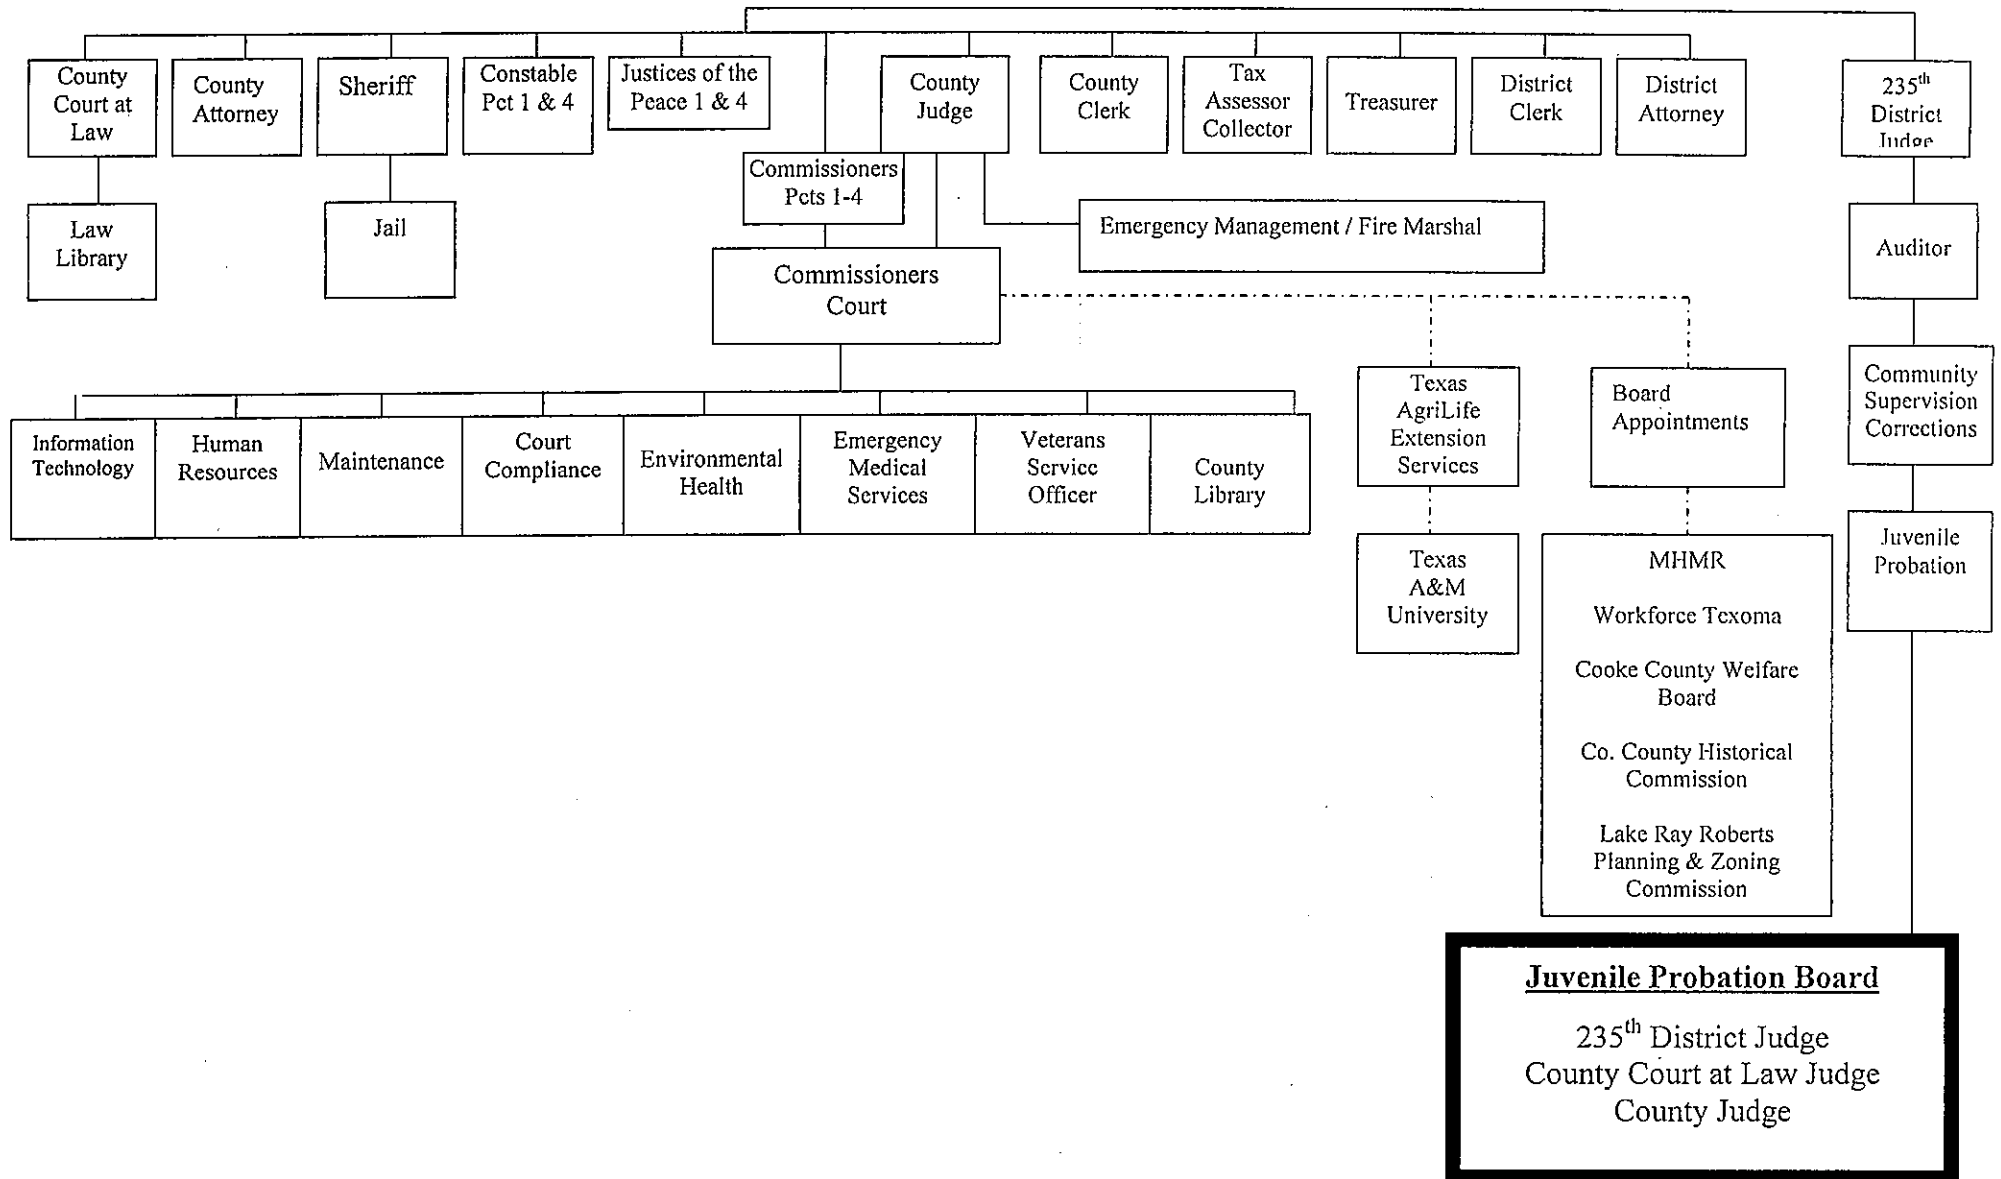 County
Court at
Law
County
Attorney
Sheriff
Constable
Pct 1 & 4
Justices of the
Peace 1 & 4
County
Judge
County
Clerk
Tax
Assessor
Collector
Treasurer
District
Clerk
District
Attorney
235th
District
Judge
Commissioners
Pcts 1-4
Law
Library
Jail
Emergency Management / Fire Marshal
Auditor
Commissioners
Court
Texas
AgriLife
Extension
Services
Board
Appointments
Community
Supervision
Corrections
Information
Technology
Human
Resources
Maintenance
Court
Compliance
Environmental
Health
Emergency
Medical
Services
Veterans
Service
Officer
County
Library
Texas
A&M
University
MHMR
Workforce Texoma
Cooke County Welfare
Board
Co. County Historical
Commission
Lake Ray Roberts
Planning & Zoning
Commission
Juvenile
Probation
Juvenile Probation Board
235th District Judge
County Court at Law Judge
County Judge